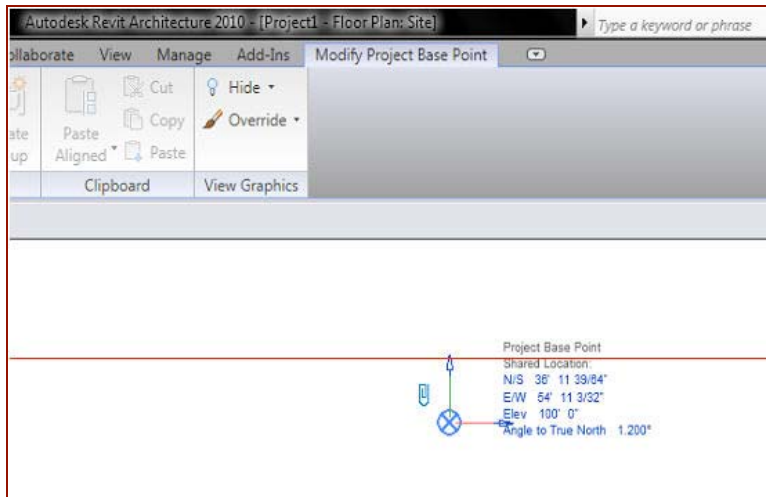 Autodesk Revit Architecture 2010 - [Project1 - Floor Plan: Site]
Type a keyword or phrase
ollaborate View Manage Add-Ins Modify Project Base Point
Cut
Hide
Copy
Override
ate
Paste
up
Aligned
Paste
Clipboard
View Graphics
Project Base Point
Shared Location:
N/S 36' 11 39/64"
E/W 54' 11 3/32"
Elev 100' 0"
Angle to True North 1.200°